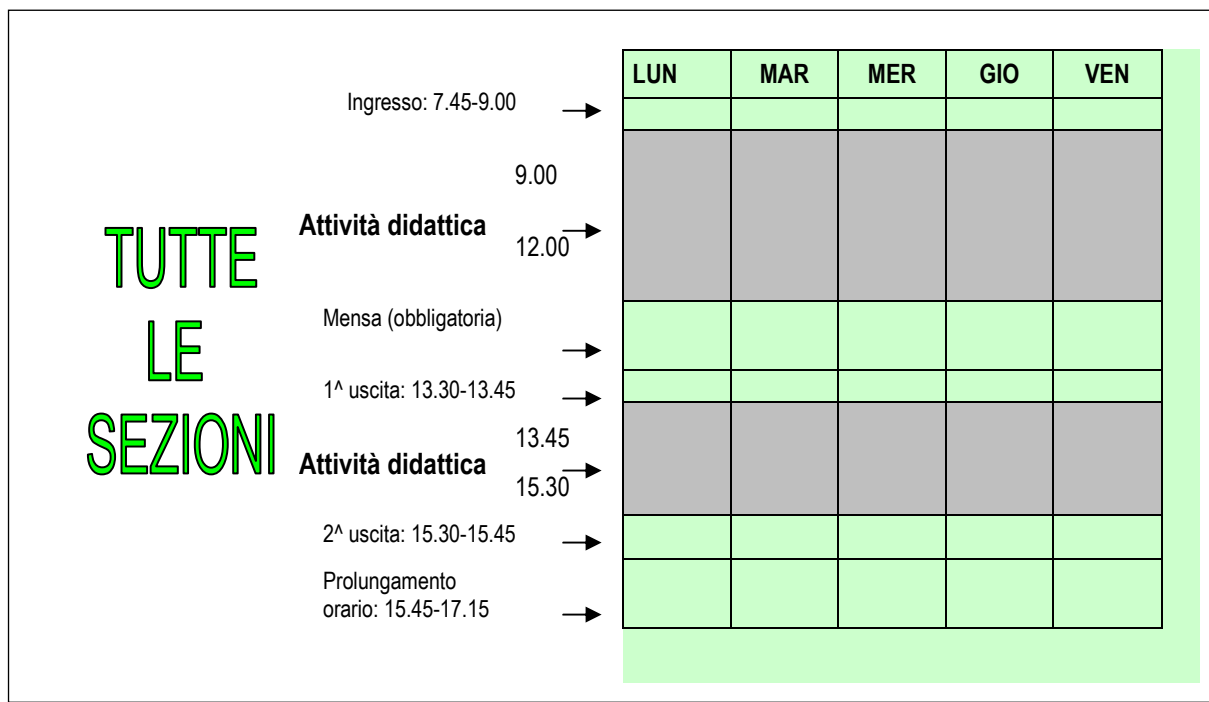 LUN MAR MER GIO VEN
Ingresso: 7.45-9.00
9.00
Attività didattica
12.00
TUTTE
LE
SEZIONI
Mensa (obbligatoria)
1^ uscita: 13.30-13.45
13.45
Attività didattica
15.30
2^ uscita: 15.30-15.45
Prolungamento
orario: 15.45-17.15